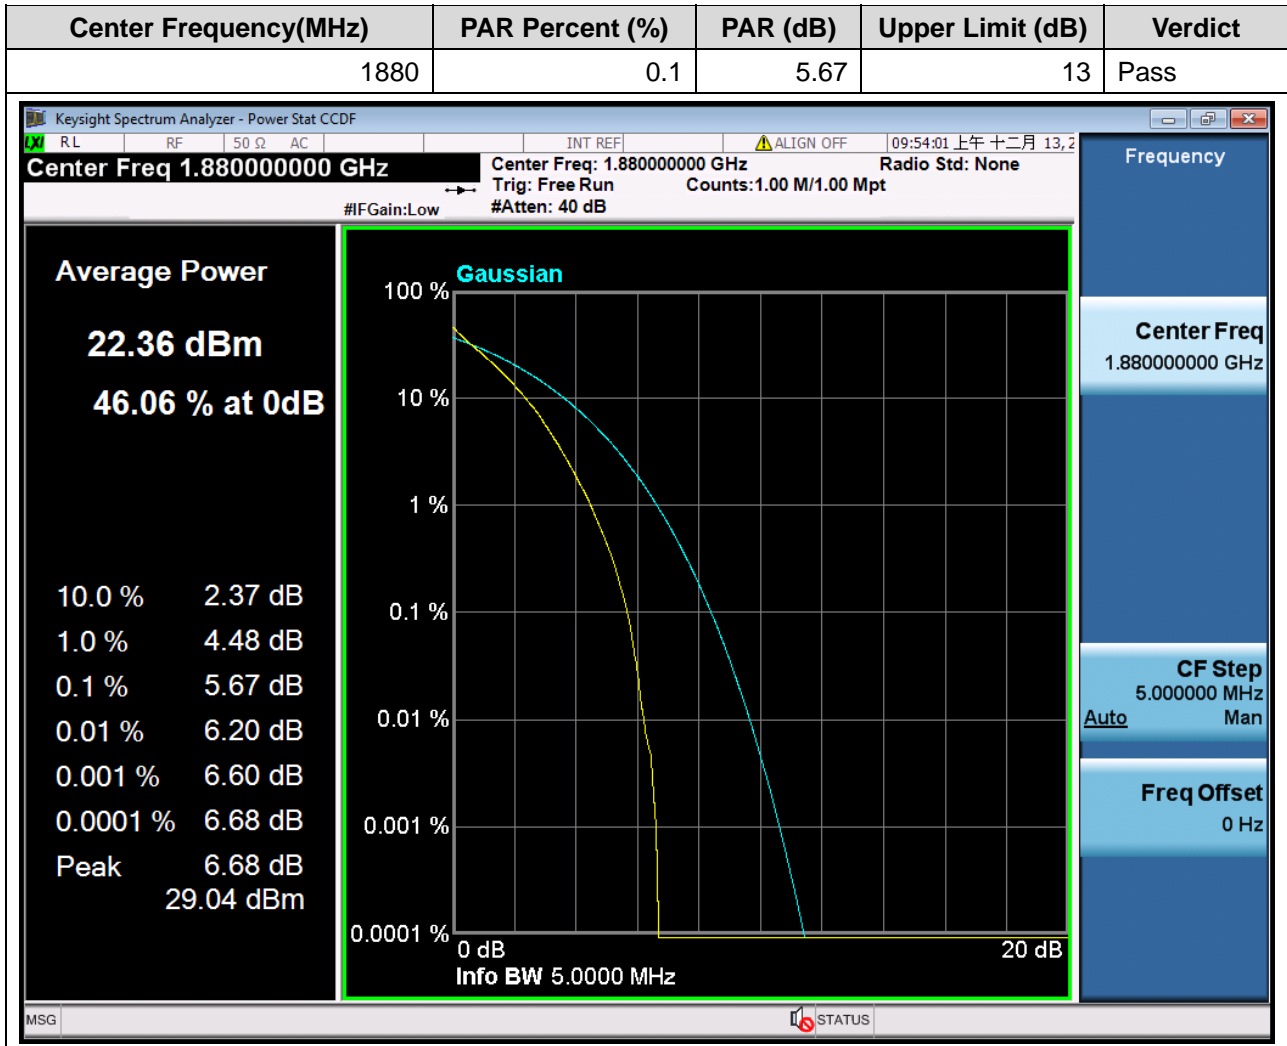 Center Frequency(MHz) PAR Percent (%) PAR (dB) Upper Limit (dB) Verdict
1880 0.1 5.67 13 Pass
Keysight Spectrum Analyzer - Power Stat CCDF
LXI RL RF 50 Ω AC INT REF ALIGN OFF 09:54:01 上午 十二月 13, 2
Center Freq 1.880000000 GHz
Center Freq: 1.880000000 GHz Radio Std: None
Trig: Free Run Counts:1.00 M/1.00 Mpt
#IFGain:Low #Atten: 40 dB
Frequency
Average Power
22.36 dBm
46.06 % at 0dB
10.0 % 2.37 dB
1.0 % 4.48 dB
0.1 % 5.67 dB
0.01 % 6.20 dB
0.001 % 6.60 dB
0.0001 % 6.68 dB
Peak 6.68 dB
29.04 dBm
Gaussian
100 %
10 %
1 %
0.1 %
0.01 %
0.001 %
0.0001 %
0 dB 20 dB
Info BW 5.0000 MHz
Center Freq
1.880000000 GHz
CF Step
5.000000 MHz
Auto Man
Freq Offset
0 Hz
MSG STATUS